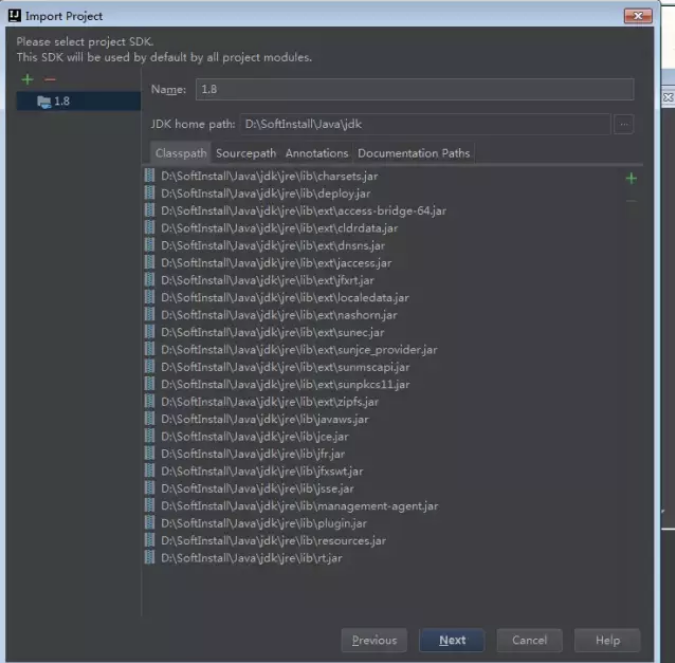 Import Project
Please select project SDK.
This SDK will be used by default by all project modules.
1.8
Name: 1.8
JDK home path: D:\SoftInstall\Java\jdk ...
Classpath Sourcepath Annotations Documentation Paths
D:\SoftInstall\Java\jdk\jre\lib\charsets.jar
D:\SoftInstall\Java\jdk\jre\lib\deploy.jar
D:\SoftInstall\Java\jdk\jre\lib\ext\access-bridge-64.jar
D:\SoftInstall\Java\jdk\jre\lib\ext\cldrdata.jar
D:\SoftInstall\Java\jdk\jre\lib\ext\dnsns.jar
D:\SoftInstall\Java\jdk\jre\lib\ext\jaccess.jar
D:\SoftInstall\Java\jdk\jre\lib\ext\jfxrt.jar
D:\SoftInstall\Java\jdk\jre\lib\ext\localedata.jar
D:\SoftInstall\Java\jdk\jre\lib\ext\nashorn.jar
D:\SoftInstall\Java\jdk\jre\lib\ext\sunec.jar
D:\SoftInstall\Java\jdk\jre\lib\ext\sunjce_provider.jar
D:\SoftInstall\Java\jdk\jre\lib\ext\sunmscapi.jar
D:\SoftInstall\Java\jdk\jre\lib\ext\sunpkcs11.jar
D:\SoftInstall\Java\jdk\jre\lib\ext\zipfs.jar
D:\SoftInstall\Java\jdk\jre\lib\javaws.jar
D:\SoftInstall\Java\jdk\jre\lib\jce.jar
D:\SoftInstall\Java\jdk\jre\lib\jfr.jar
D:\SoftInstall\Java\jdk\jre\lib\jfxswt.jar
D:\SoftInstall\Java\jdk\jre\lib\jsse.jar
D:\SoftInstall\Java\jdk\jre\lib\management-agent.jar
D:\SoftInstall\Java\jdk\jre\lib\plugin.jar
D:\SoftInstall\Java\jdk\jre\lib\resources.jar
D:\SoftInstall\Java\jdk\jre\lib\rt.jar
Previous Next Cancel Help